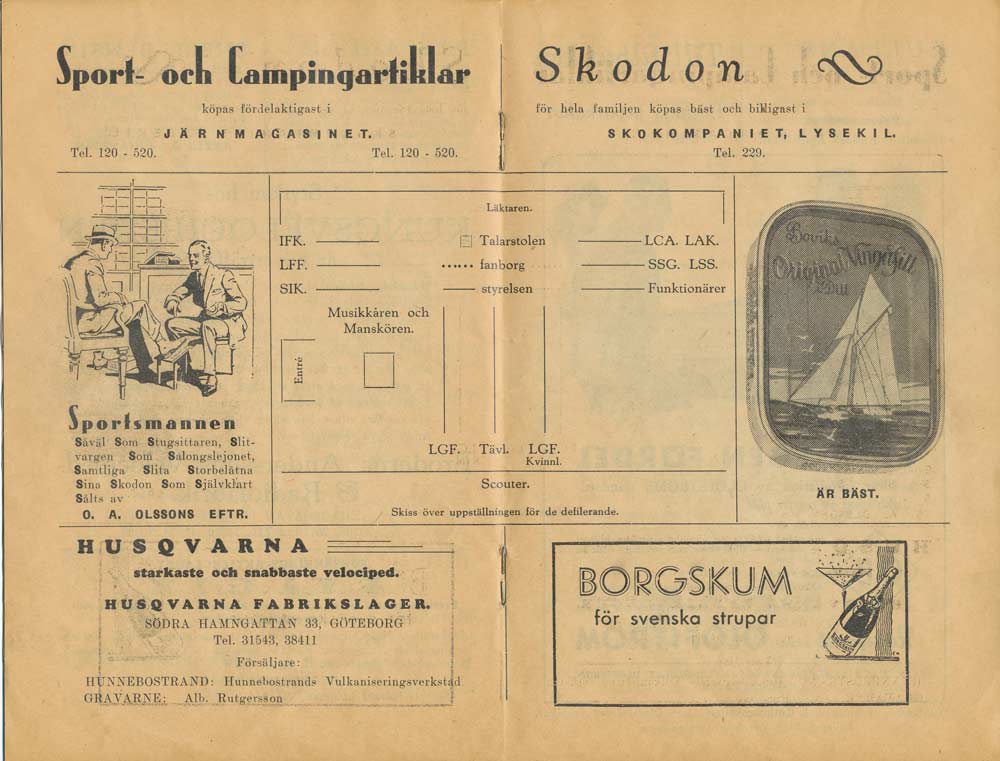 Sport- och Campingartiklar
köpas fördelaktigast i
JÄRNMAGASINET.
Tel. 120 - 520. Tel. 120 - 520.
Skodon
för hela familjen köpas bäst och billigast i
SKOKOMPANIET, LYSEKIL.
Tel. 229.
Sportsmannen
Såväl Som Stugsittaren, Slit-
vargen Som Salongslejonet,
Samtliga Slita Storbelåtna
Sina Skodon Som Självklart
Sålts av
O. A. OLSSONS EFTR.
Läktaren.
IFK. Talarstolen LCA. LAK.
LFF. fanborg SSG. LSS.
SIK. styrelsen Funktionärer
Musikkåren och
Manskören.
Entré
LGF. Tävl. LGF.
Kvinnl.
Scouter.
Skiss över uppställningen för de defilerande.
Original Vingasill
ÄR BÄST.
HUSQVARNA
starkaste och snabbaste velociped.
HUSQVARNA FABRIKSLAGER.
SÖDRA HAMNGATTAN 33, GÖTEBORG
Tel. 31543, 38411
Försäljare:
HUNNEBOSTRAND: Hunnebostrands Vulkaniseringsverkstad
GRAVARNE: Alb. Rutgersson
BORGSKUM
för svenska strupar